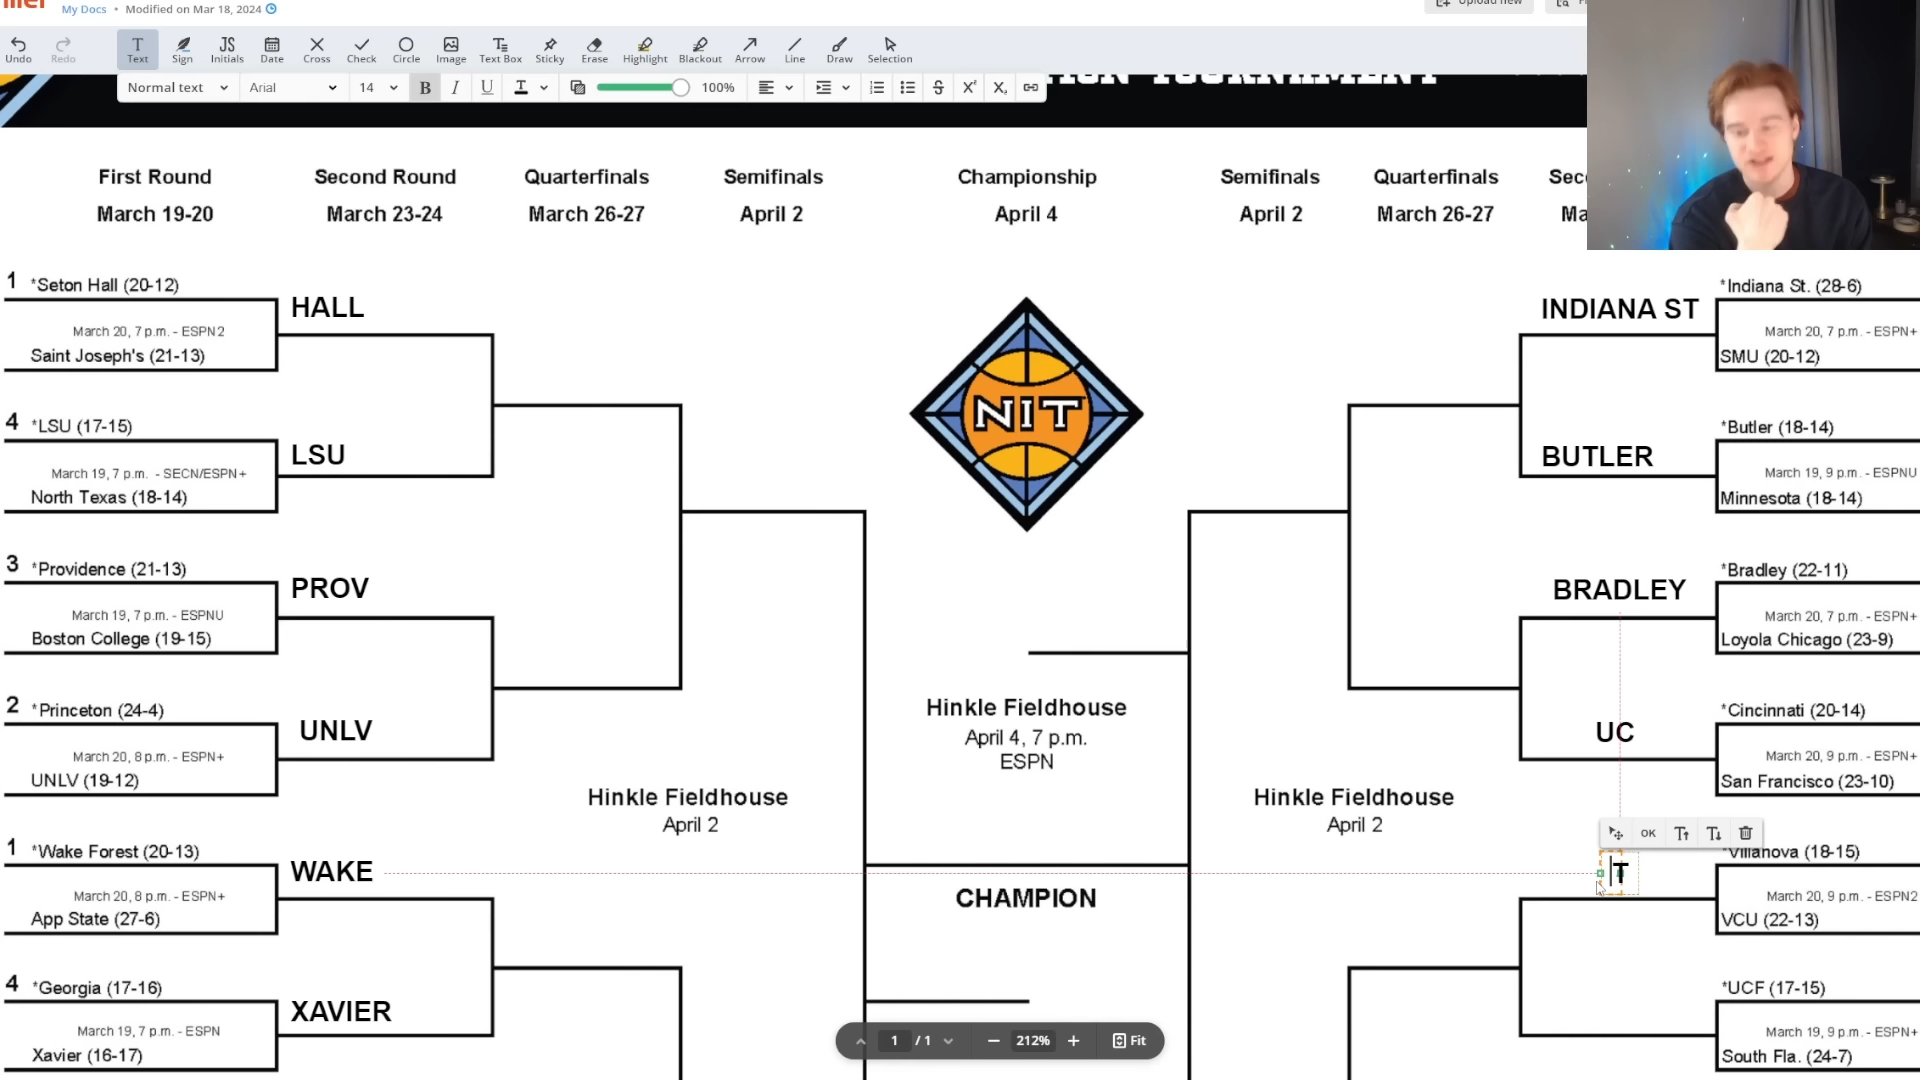 My Docs • Modified on Mar 18, 2024
Undo Redo Text Sign Initials Date Cross Check Circle Image Text Box Sticky Erase Highlight Blackout Arrow Line Draw Selection
Normal text Arial 14 B I U T 100%
TOURNAMENT
First Round
March 19-20
Second Round
March 23-24
Quarterfinals
March 26-27
Semifinals
April 2
Championship
April 4
Semifinals
April 2
Quarterfinals
March 26-27
1 *Seton Hall (20-12)
March 20, 7 p.m. - ESPN2
Saint Joseph's (21-13)
HALL
4 *LSU (17-15)
March 19, 7 p.m. - SECN/ESPN+
North Texas (18-14)
LSU
3 *Providence (21-13)
March 19, 7 p.m. - ESPNU
Boston College (19-15)
PROV
2 *Princeton (24-4)
March 20, 8 p.m. - ESPN+
UNLV (19-12)
UNLV
1 *Wake Forest (20-13)
March 20, 8 p.m. - ESPN+
App State (27-6)
WAKE
4 *Georgia (17-16)
March 19, 7 p.m. - ESPN
Xavier (16-17)
XAVIER
Hinkle Fieldhouse
April 2
NIT
Hinkle Fieldhouse
April 4, 7 p.m.
ESPN
CHAMPION
Hinkle Fieldhouse
April 2
INDIANA ST
*Indiana St. (28-6)
March 20, 7 p.m. - ESPN+
SMU (20-12)
BUTLER
*Butler (18-14)
March 19, 9 p.m. - ESPNU
Minnesota (18-14)
BRADLEY
*Bradley (22-11)
March 20, 7 p.m. - ESPN+
Loyola Chicago (23-9)
UC
*Cincinnati (20-14)
March 20, 9 p.m. - ESPN+
San Francisco (23-10)
OK
T
*Villanova (18-15)
March 20, 9 p.m. - ESPN2
VCU (22-13)
*UCF (17-15)
March 19, 9 p.m. - ESPN+
South Fla. (24-7)
1 / 1 212% Fit